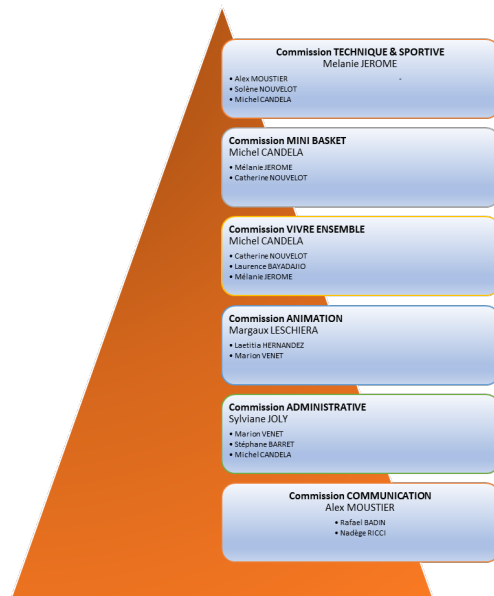 Commission TECHNIQUE & SPORTIVE
Melanie JEROME
• Alex MOUSTIER -
• Solène NOUVELOT
• Michel CANDELA
Commission MINI BASKET
Michel CANDELA
• Mélanie JEROME
• Catherine NOUVELOT
Commission VIVRE ENSEMBLE
Michel CANDELA
• Catherine NOUVELOT
• Laurence BAYADAJIO
• Mélanie JEROME
Commission ANIMATION
Margaux LESCHIERA
• Laetitia HERNANDEZ
• Marion VENET
Commission ADMINISTRATIVE
Sylviane JOLY
• Marion VENET
• Stéphane BARRET
• Michel CANDELA
Commission COMMUNICATION
Alex MOUSTIER
• Rafael BADIN
• Nadège RICCI